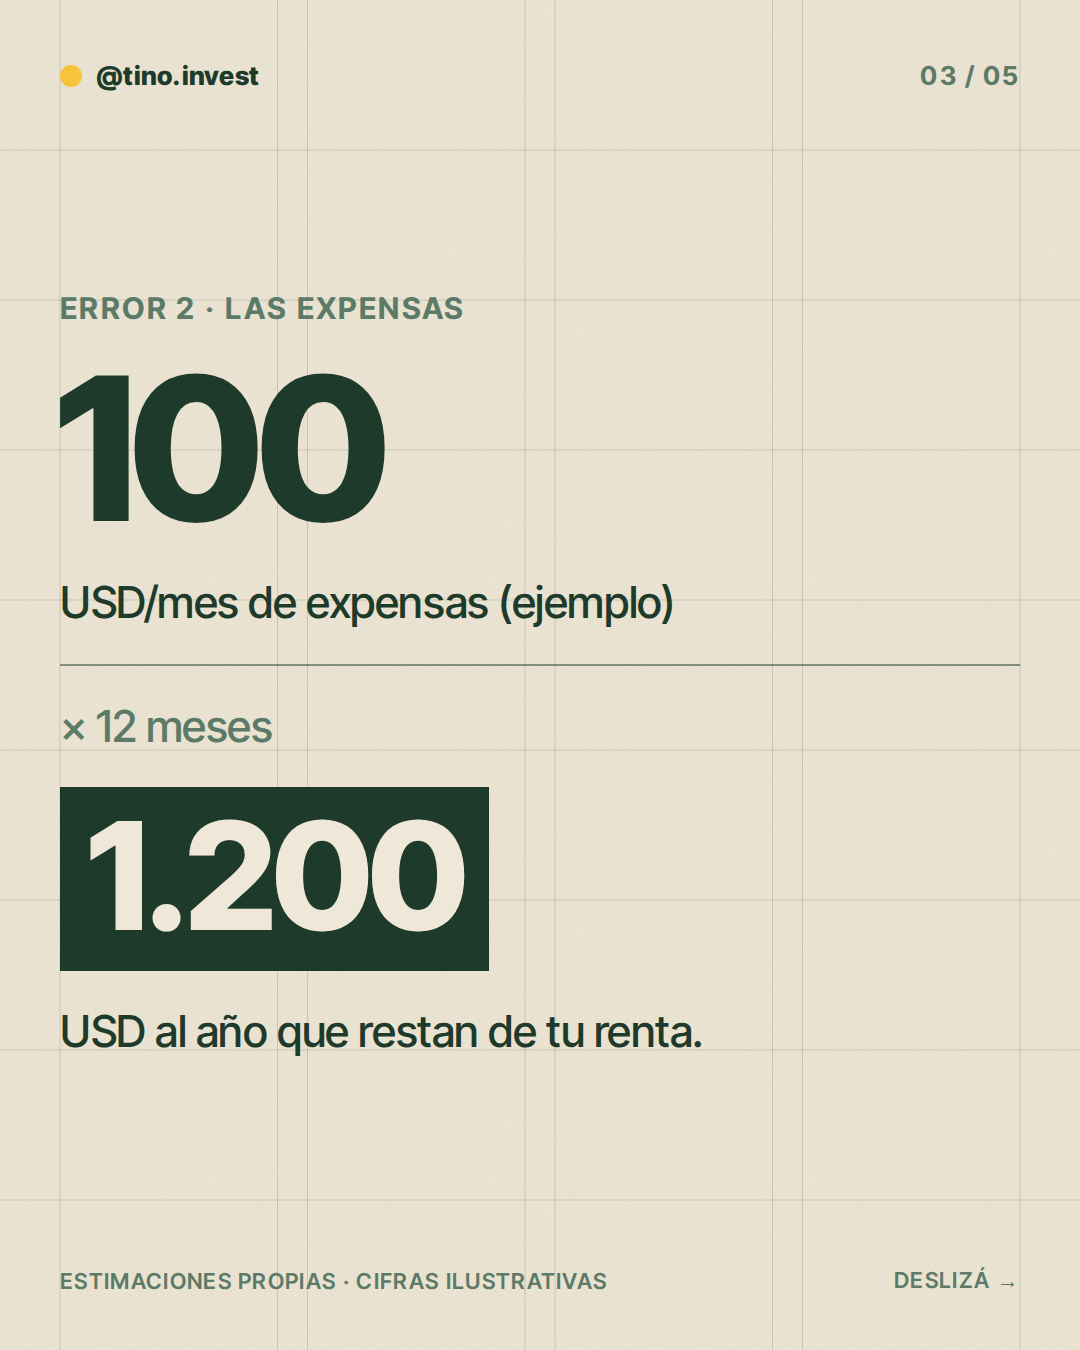 @tino.invest
03 / 05
ERROR 2 · LAS EXPENSAS
100
USD/mes de expensas (ejemplo)
× 12 meses
1.200
USD al año que restan de tu renta.
ESTIMACIONES PROPIAS · CIFRAS ILUSTRATIVAS
DESLIZÁ →